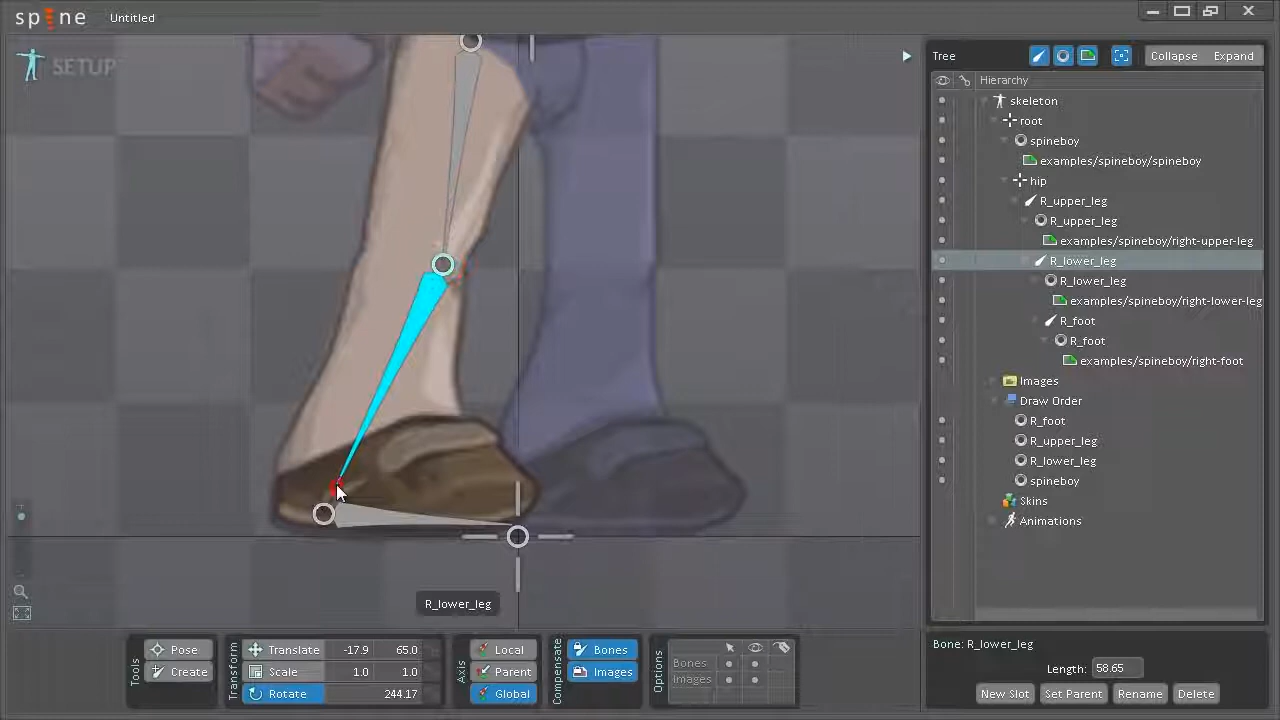 spine Untitled
SETUP
R_lower_leg
Tree Collapse Expand
Hierarchy
skeleton
root
spineboy
examples/spineboy/spineboy
hip
R_upper_leg
R_upper_leg
examples/spineboy/right-upper-leg
R_lower_leg
R_lower_leg
examples/spineboy/right-lower-leg
R_foot
R_foot
examples/spineboy/right-foot
Images
Draw Order
R_foot
R_upper_leg
R_lower_leg
spineboy
Skins
Animations
Tools
Pose
Create
Transform
Translate -17.9 65.0
Scale 1.0 1.0
Rotate 244.17
Axis
Local
Parent
Global
Compensate
Bones
Images
Options
Bones
Images
Bone: R_lower_leg
Length: 58.65
New Slot Set Parent Rename Delete